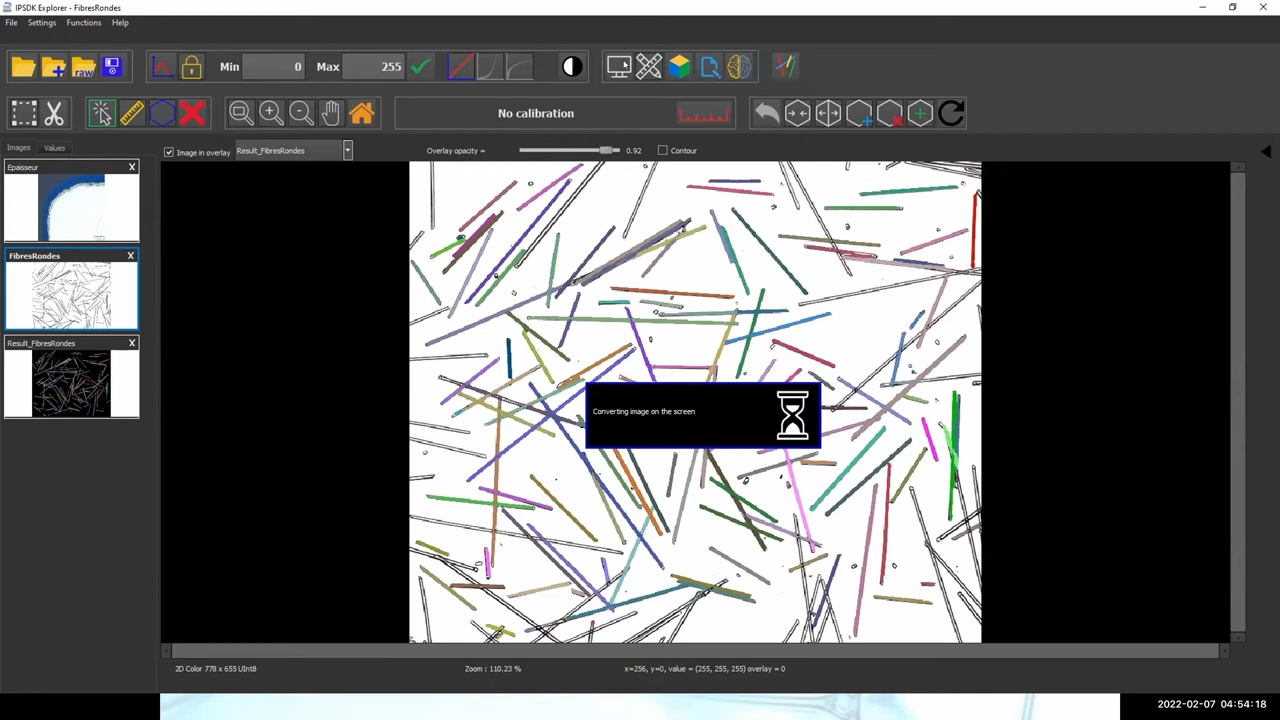 IPSDK Explorer - FibresRondes
File Settings Functions Help
raw Min 0 Max 255
No calibration
Images Values
Image in overlay Result_FibresRondes Overlay opacity = 0.92 Contour
Epaisseur
FibresRondes
Result_FibresRondes
Converting image on the screen
2D Color 778 x 655 UInt8 Zoom : 110.23 % x=256, y=0, value = (255, 255, 255) overlay = 0
2022-02-07 04:54:18